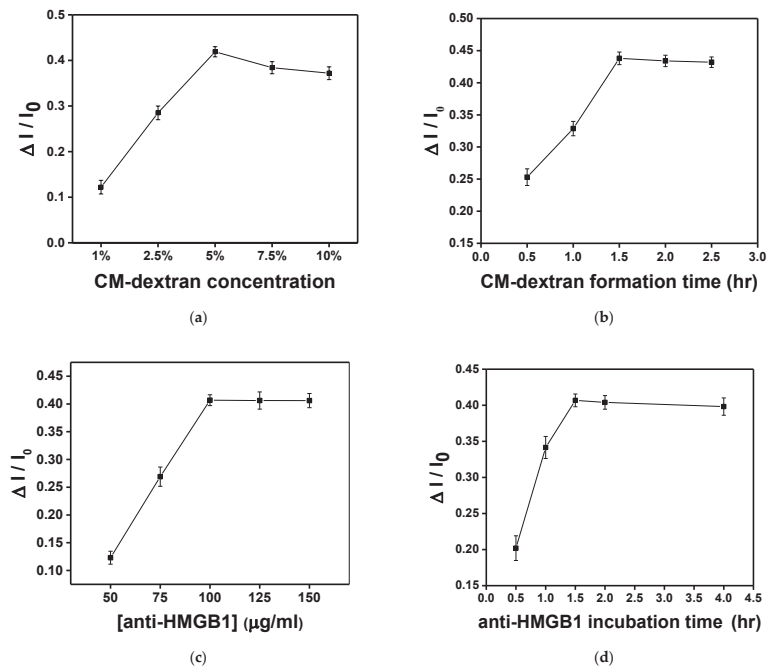 0.5
0.4
0.3
0.2
0.1
0.0
Δ I / I0
1% 2.5% 5% 7.5% 10%
CM-dextran concentration
(a)
0.50
0.45
0.40
0.35
0.30
0.25
0.20
0.15
Δ I / I0
0.0 0.5 1.0 1.5 2.0 2.5 3.0
CM-dextran formation time (hr)
(b)
0.45
0.40
0.35
0.30
0.25
0.20
0.15
0.10
Δ I / I0
50 75 100 125 150
[anti-HMGB1] (μg/ml)
(c)
0.45
0.40
0.35
0.30
0.25
0.20
0.15
Δ I / I0
0.0 0.5 1.0 1.5 2.0 2.5 3.0 3.5 4.0 4.5
anti-HMGB1 incubation time (hr)
(d)